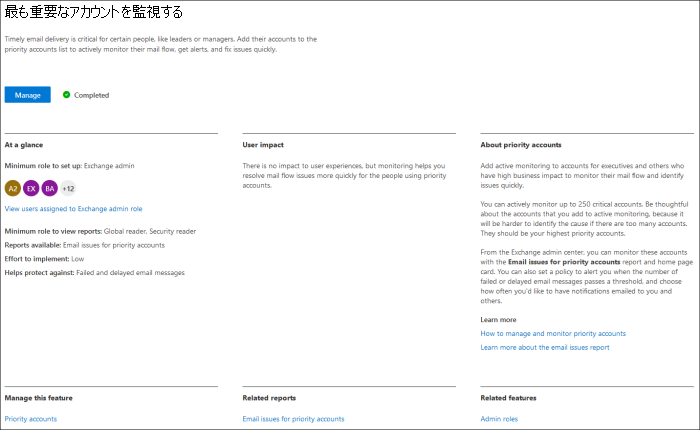 最も重要なアカウントを監視する
Timely email delivery is critical for certain people, like leaders or managers. Add their accounts to the
priority accounts list to actively monitor their mail flow, get alerts, and fix issues quickly.
Manage
Completed
At a glance
Minimum role to set up: Exchange admin
A2 EX BA +12
View users assigned to Exchange admin role
Minimum role to view reports: Global reader, Security reader
Reports available: Email issues for priority accounts
Effort to implement: Low
Helps protect against: Failed and delayed email messages
User impact
There is no impact to user experiences, but monitoring helps you
resolve mail flow issues more quickly for the people using priority
accounts.
About priority accounts
Add active monitoring to accounts for executives and others who
have high business impact to monitor their mail flow and identify
issues quickly.
You can actively monitor up to 250 critical accounts. Be thoughtful
about the accounts that you add to active monitoring, because it
will be harder to identify the cause if there are too many accounts.
They should be your highest priority accounts.
From the Exchange admin center, you can monitor these accounts
with the Email issues for priority accounts report and home page
card. You can also set a policy to alert you when the number of
failed or delayed email messages passes a threshold, and choose
how often you'd like to have notifications emailed to you and
others.
Learn more
How to manage and monitor priority accounts
Learn more about the email issues report
Manage this feature
Priority accounts
Related reports
Email issues for priority accounts
Related features
Admin roles